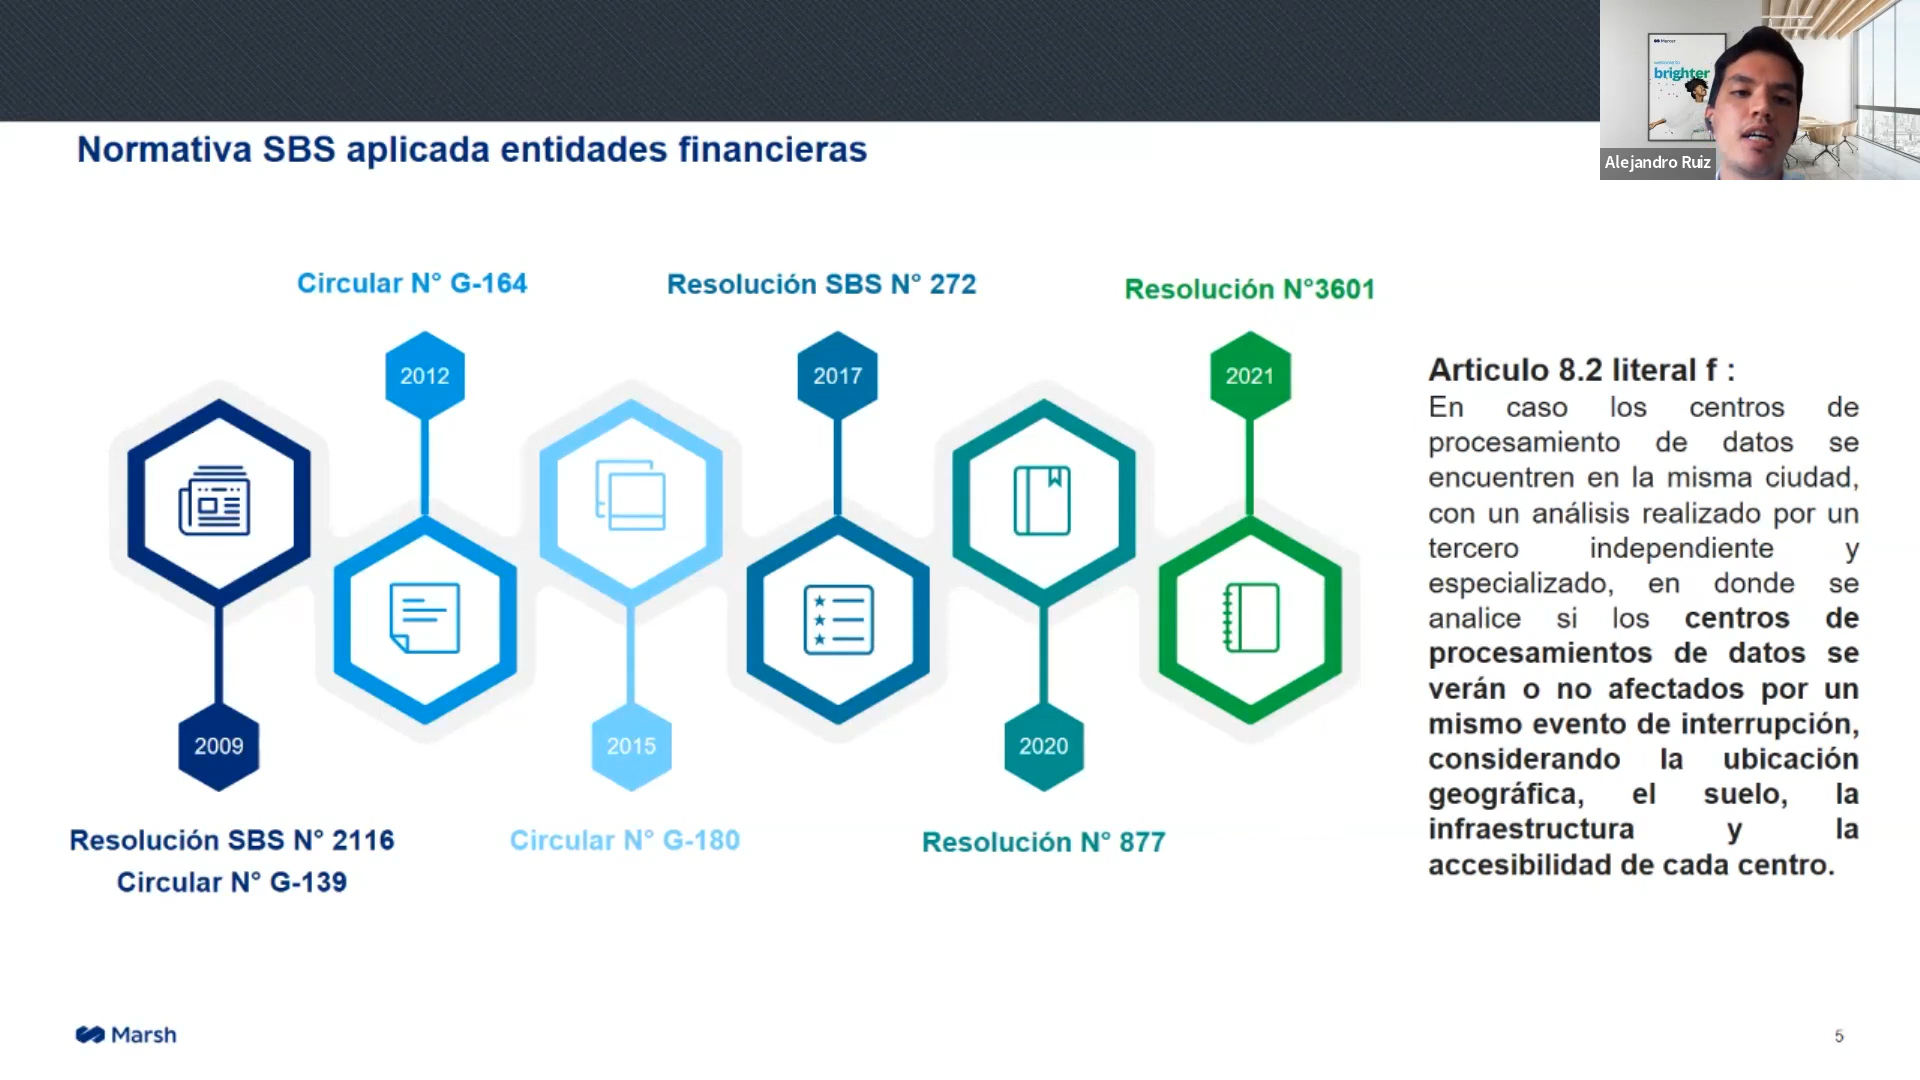 Normativa SBS aplicada entidades financieras
Mercer
brighter
Alejandro Ruiz
Circular N° G-164
Resolución SBS N° 272
Resolución N°3601
2012
2017
2021
2009
2015
2020
Resolución SBS N° 2116
Circular N° G-139
Circular N° G-180
Resolución N° 877
Articulo 8.2 literal f :
En caso los centros de
procesamiento de datos se
encuentren en la misma ciudad,
con un análisis realizado por un
tercero independiente y
especializado, en donde se
analice si los centros de
procesamientos de datos se
verán o no afectados por un
mismo evento de interrupción,
considerando la ubicación
geográfica, el suelo, la
infraestructura y la
accesibilidad de cada centro.
Marsh
5